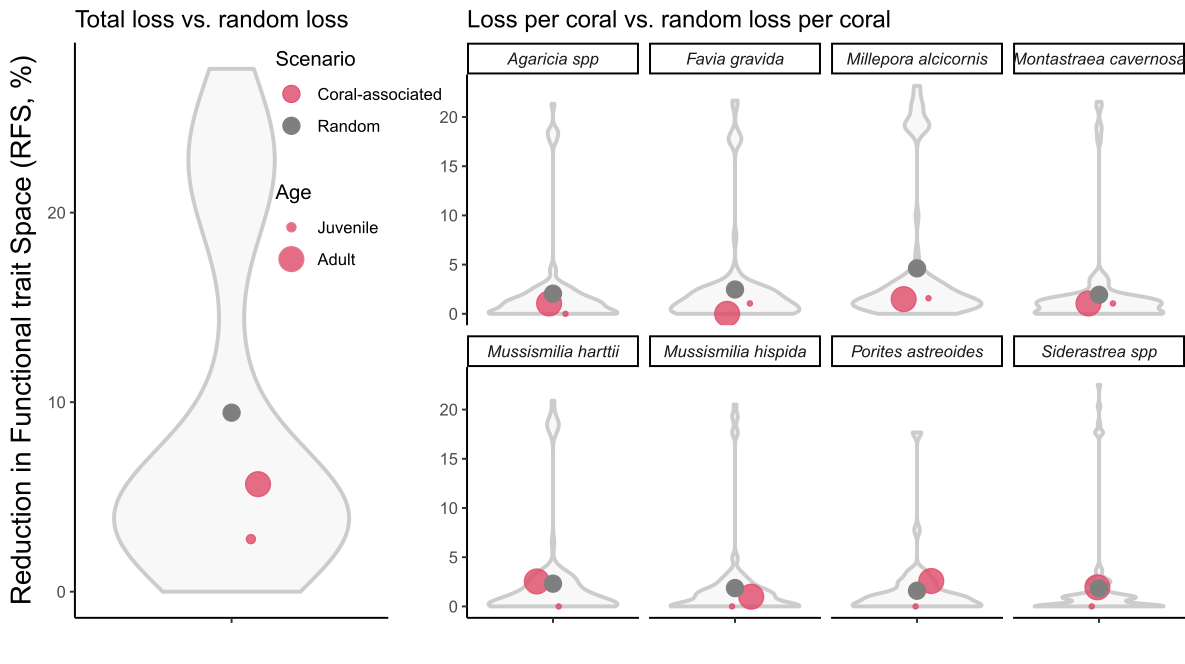 Total loss vs. random loss
Loss per coral vs. random loss per coral
Reduction in Functional trait Space (RFS, %)
20
10
0
Scenario
Coral-associated
Random
Age
Juvenile
Adult
Agaricia spp
Favia gravida
Millepora alcicornis
Montastraea cavernosa
20
15
10
5
0
Mussismilia harttii
Mussismilia hispida
Porites astreoides
Siderastrea spp
20
15
10
5
0